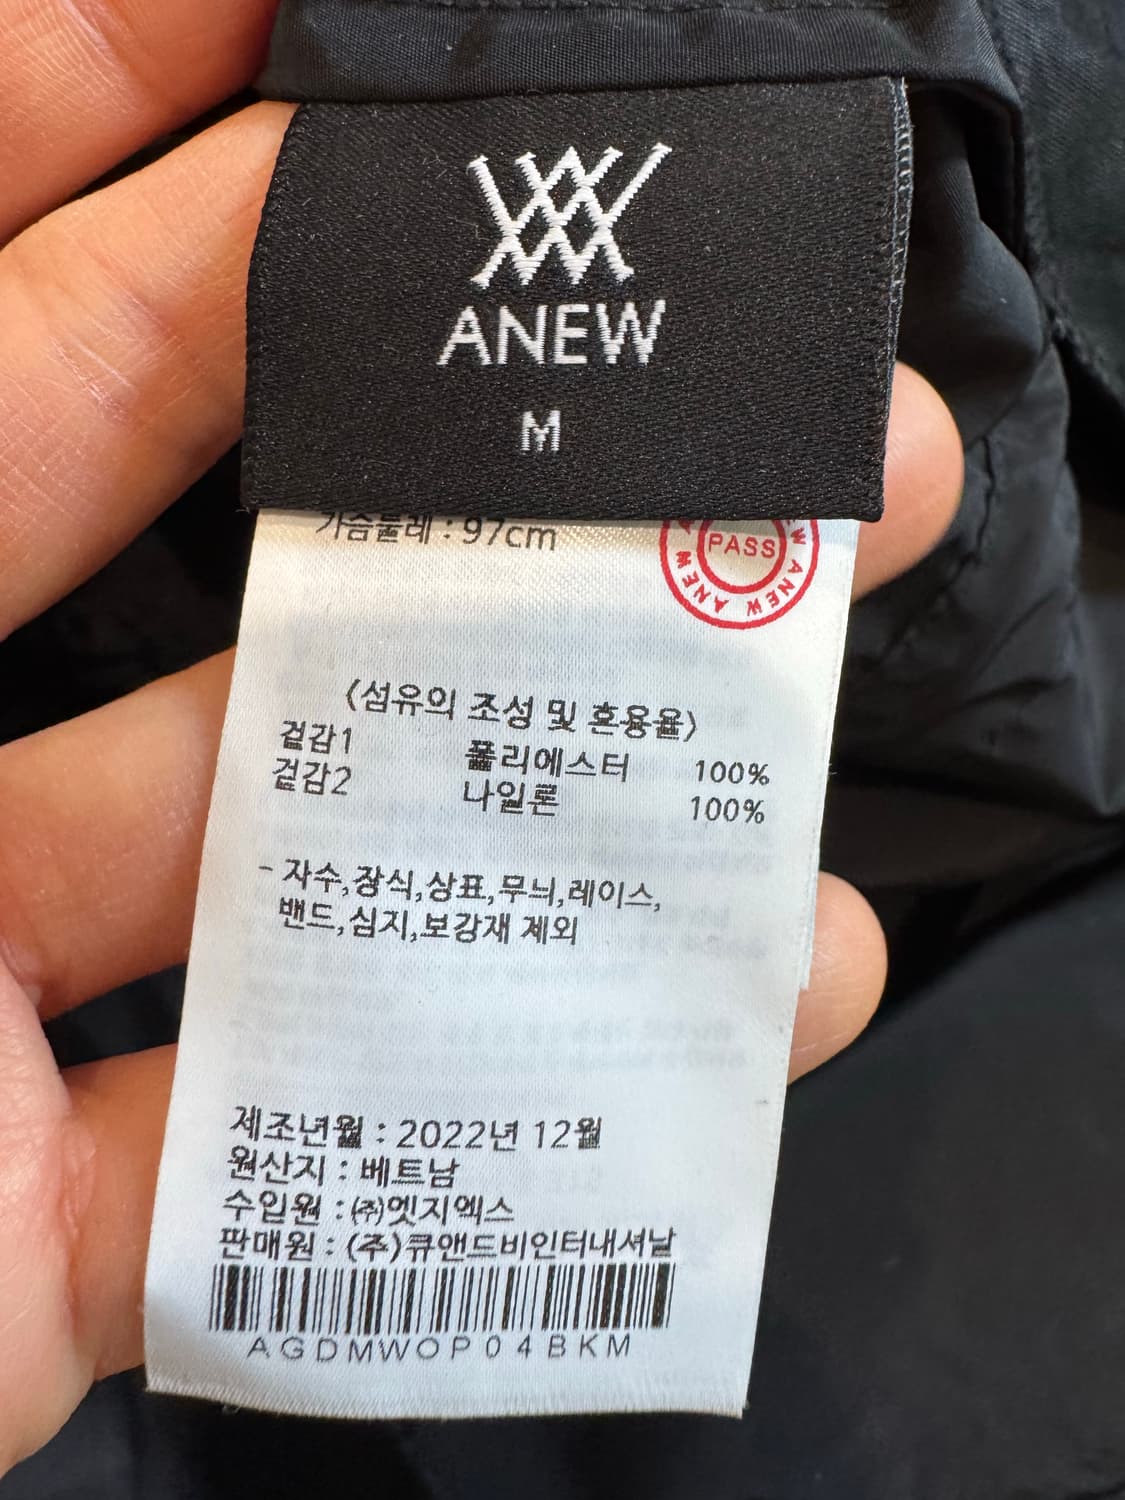 ANEW
M
가슴둘레 : 97cm
PASS
ANEW ANEW ANEW
〈섬유의 조성 및 혼용율〉
겉감1 폴리에스터 100%
겉감2 나일론 100%
- 자수,장식,상표,무늬,레이스,
밴드,심지,보강재 제외
제조년월 : 2022년 12월
원산지 : 베트남
수입원 : ㈜엣지엑스
판매원 : (주)큐앤드비인터내셔날
AGDMWOP04BKM